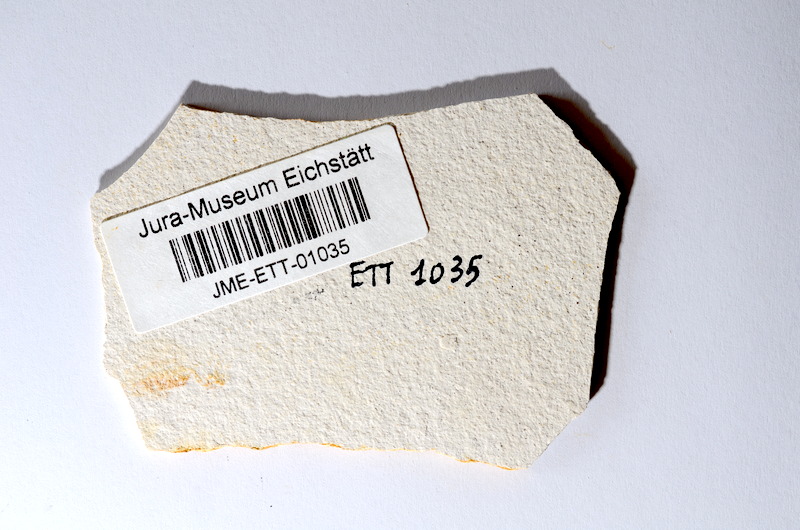 Jura-Museum Eichstätt
JME-ETT-01035
ETT 1035